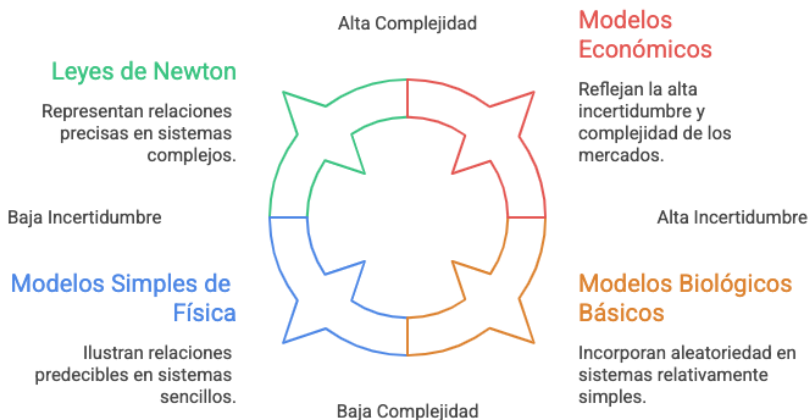 Alta Complejidad
Leyes de Newton
Representan relaciones
precisas en sistemas
complejos.
Modelos
Económicos
Reflejan la alta
incertidumbre y
complejidad de los
mercados.
Baja Incertidumbre
Alta Incertidumbre
Modelos Simples de
Física
Ilustran relaciones
predecibles en sistemas
sencillos.
Modelos Biológicos
Básicos
Incorporan aleatoriedad en
sistemas relativamente
simples.
Baja Complejidad